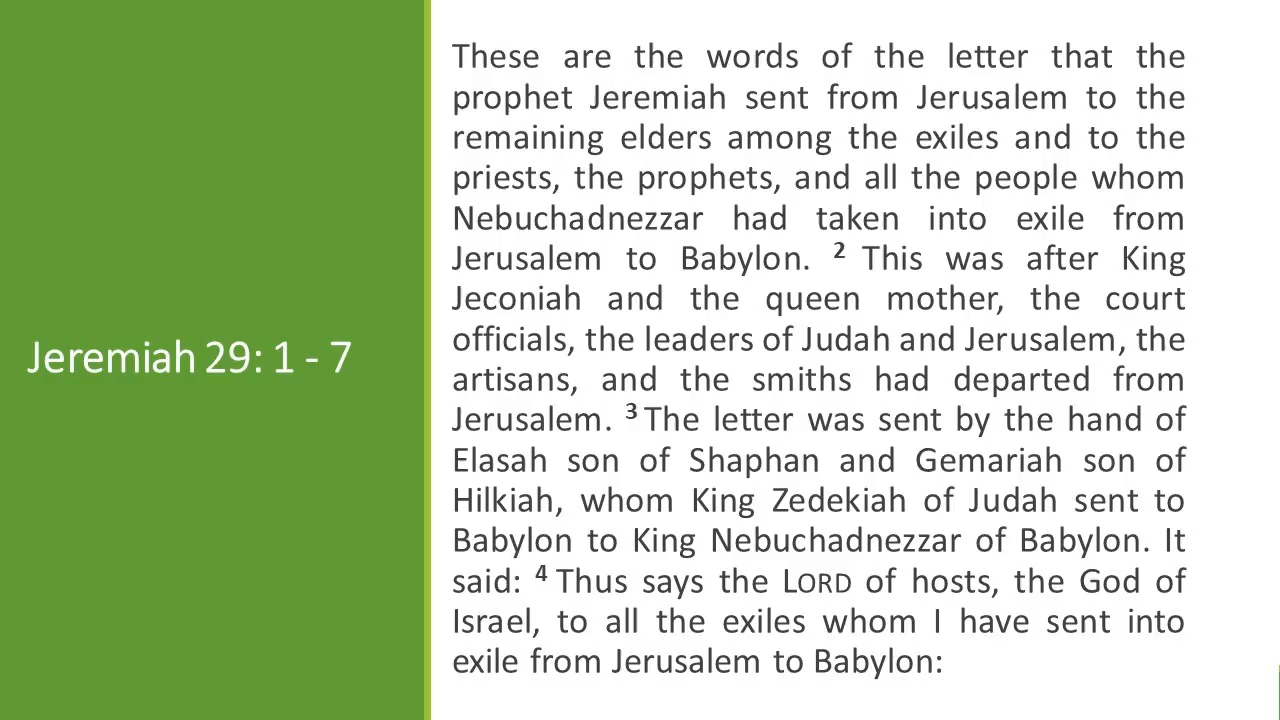 Jeremiah 29: 1 - 7
These are the words of the letter that the
prophet Jeremiah sent from Jerusalem to the
remaining elders among the exiles and to the
priests, the prophets, and all the people whom
Nebuchadnezzar had taken into exile from
Jerusalem to Babylon. ² This was after King
Jeconiah and the queen mother, the court
officials, the leaders of Judah and Jerusalem, the
artisans, and the smiths had departed from
Jerusalem. ³ The letter was sent by the hand of
Elasah son of Shaphan and Gemariah son of
Hilkiah, whom King Zedekiah of Judah sent to
Babylon to King Nebuchadnezzar of Babylon. It
said: ⁴ Thus says the LORD of hosts, the God of
Israel, to all the exiles whom I have sent into
exile from Jerusalem to Babylon: